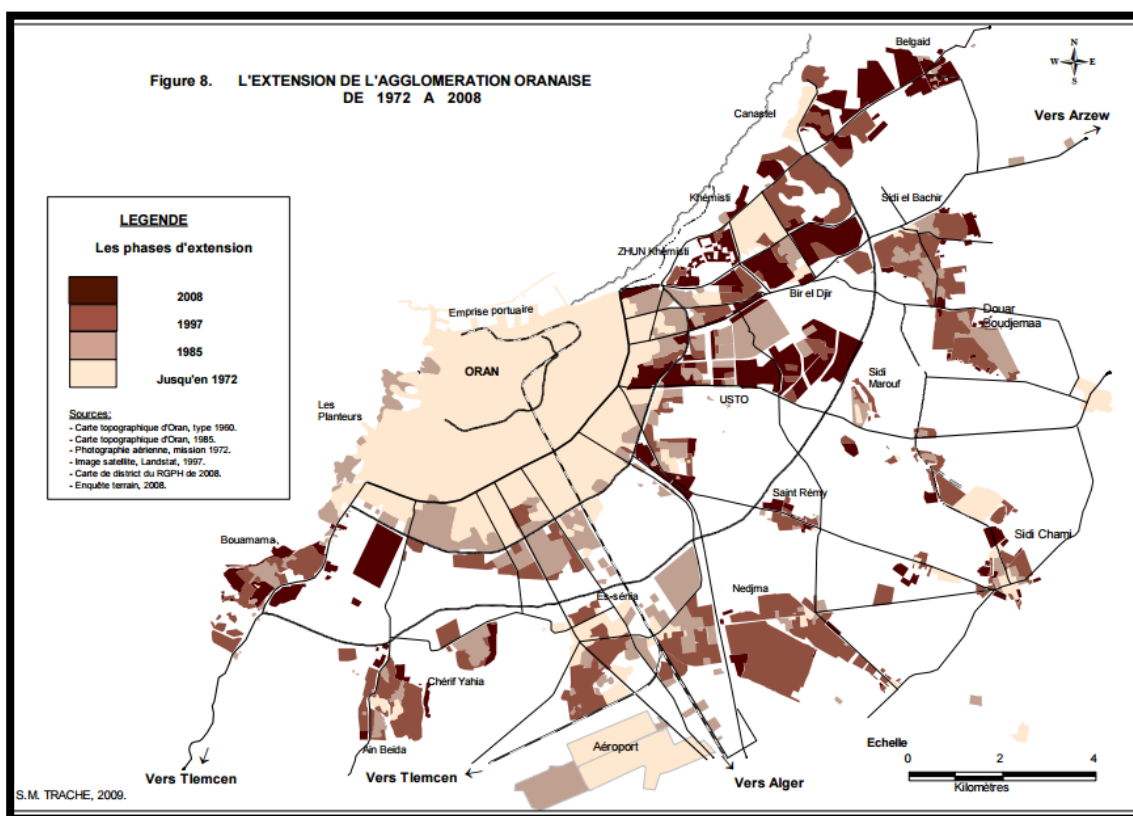 Figure 8. L'EXTENSION DE L'AGGLOMERATION ORANAISE
DE 1972 A 2008
N
W E
S
Belgaid
Vers Arzew
Canastel
Khémisti
Sidi el Bachir
ZHUN Khémisti
Bir el Djir
Emprise portuaire
Douar
Boudjemaa
ORAN
Sidi
Marouf
Les
Planteurs
USTO
Saint Rémy
Sidi Chami
Bouamama
Nedjma
Es-sénia
Chérif Yahia
Ain Beida
Aéroport
Vers Tlemcen
Vers Tlemcen
Vers Alger
LEGENDE
Les phases d'extension
2008
1997
1985
Jusqu'en 1972
Sources:
- Carte topographique d'Oran, type 1960.
- Carte topographique d'Oran, 1985.
- Photographie aérienne, mission 1972.
- Image satellite, Landstat, 1997.
- Carte de district du RGPH de 2008.
- Enquête terrain, 2008.
Echelle
0 2 4
Kilomètres
S.M. TRACHE, 2009.